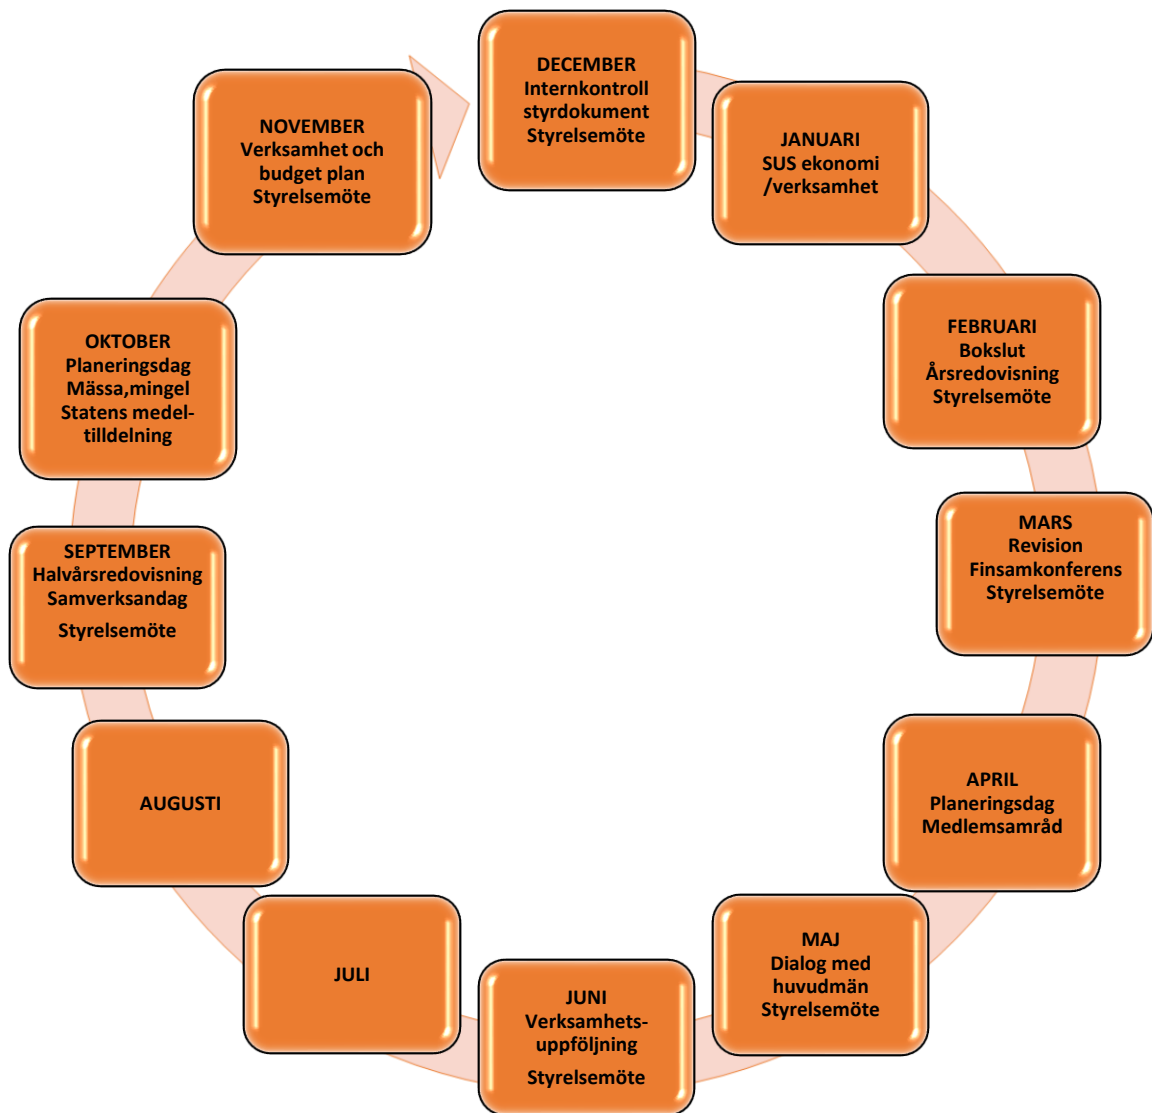 DECEMBER
Internkontroll
styrdokument
Styrelsemöte
JANUARI
SUS ekonomi
/verksamhet
FEBRUARI
Bokslut
Årsredovisning
Styrelsemöte
MARS
Revision
Finsamkonferens
Styrelsemöte
APRIL
Planeringsdag
Medlemsamråd
MAJ
Dialog med
huvudmän
Styrelsemöte
JUNI
Verksamhets-
uppföljning
Styrelsemöte
JULI
AUGUSTI
SEPTEMBER
Halvårsredovisning
Samverksandag
Styrelsemöte
OKTOBER
Planeringsdag
Mässa,mingel
Statens medel-
tilldelning
NOVEMBER
Verksamhet och
budget plan
Styrelsemöte